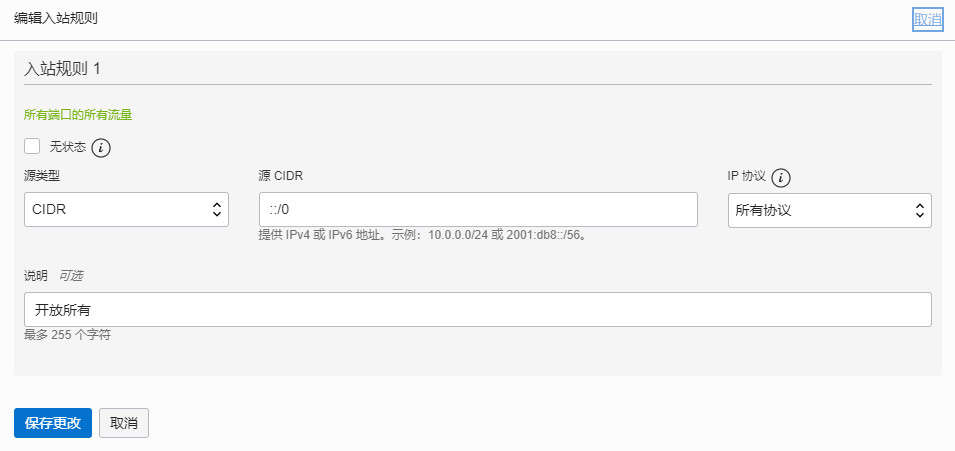 编辑入站规则
取消
入站规则 1
所有端口的所有流量
无状态 i
源类型
源 CIDR
IP 协议 i
CIDR
::/0
所有协议
提供 IPv4 或 IPv6 地址。示例：10.0.0.0/24 或 2001:db8::/56。
说明 可选
开放所有
最多 255 个字符
保存更改
取消